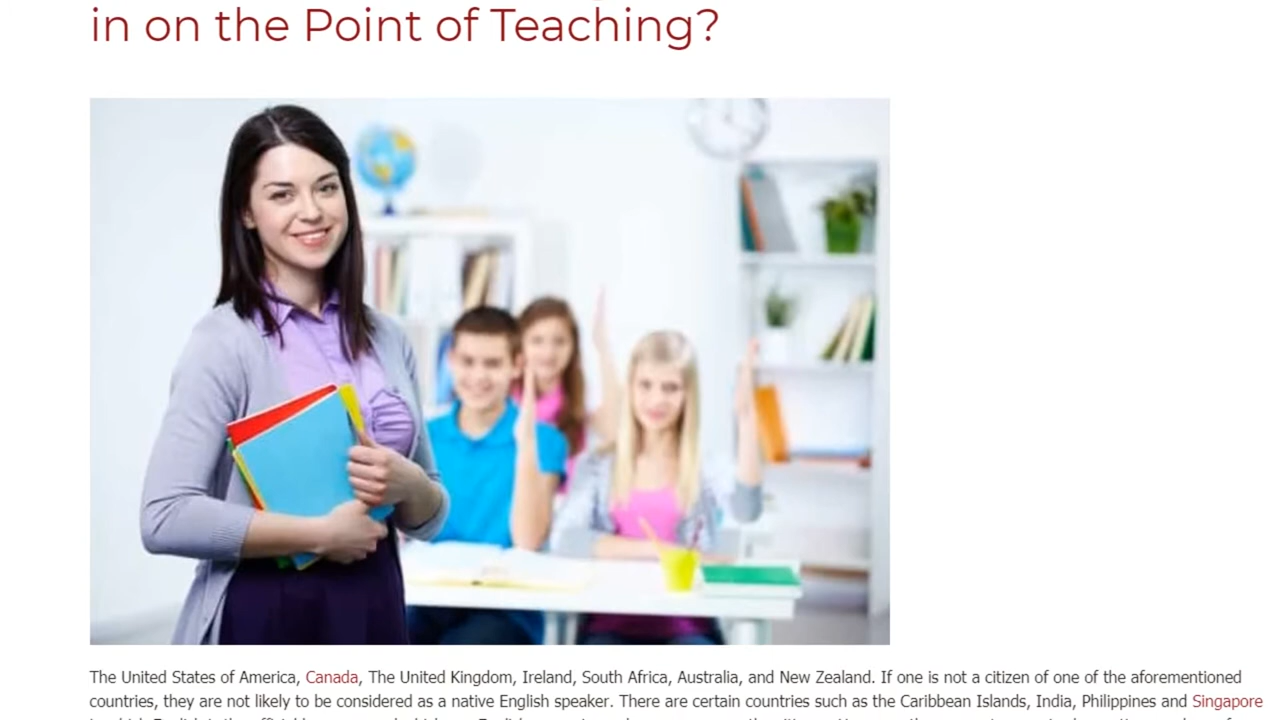 in on the Point of Teaching?
The United States of America, Canada, The United Kingdom, Ireland, South Africa, Australia, and New Zealand. If one is not a citizen of one of the aforementioned
countries, they are not likely to be considered as a native English speaker. There are certain countries such as the Caribbean Islands, India, Philippines and Singapore